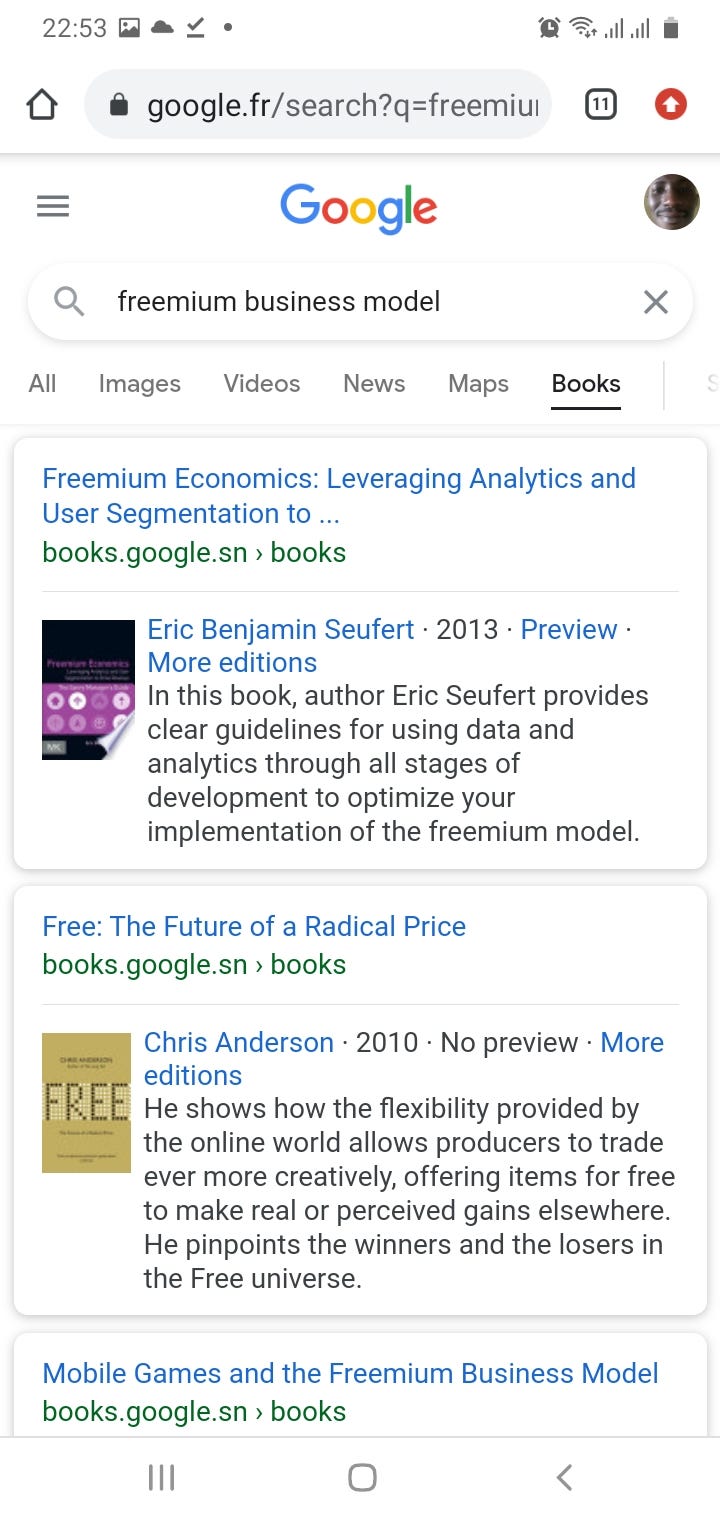 22:53
google.fr/search?q=freemiu
11
Google
freemium business model
All Images Videos News Maps Books
Freemium Economics: Leveraging Analytics and
User Segmentation to ...
books.google.sn › books
Freemium Economics
MK
Eric Benjamin Seufert · 2013 · Preview ·
More editions
In this book, author Eric Seufert provides
clear guidelines for using data and
analytics through all stages of
development to optimize your
implementation of the freemium model.
Free: The Future of a Radical Price
books.google.sn › books
CHRIS ANDERSON
FREE
Chris Anderson · 2010 · No preview · More
editions
He shows how the flexibility provided by
the online world allows producers to trade
ever more creatively, offering items for free
to make real or perceived gains elsewhere.
He pinpoints the winners and the losers in
the Free universe.
Mobile Games and the Freemium Business Model
books.google.sn › books